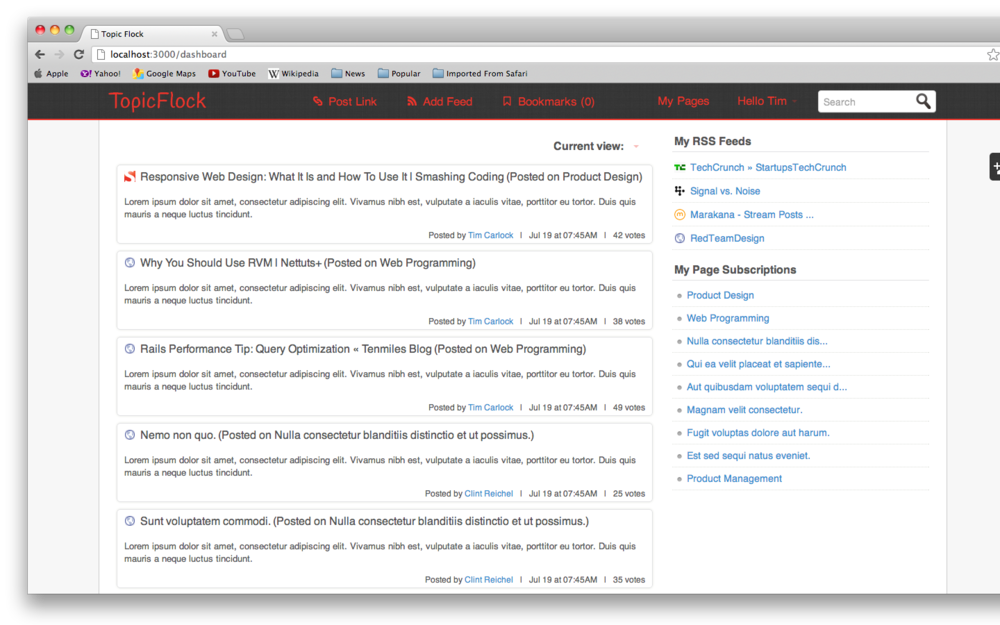 Topic Flock
localhost:3000/dashboard
Apple Yahoo! Google Maps YouTube Wikipedia News Popular Imported From Safari
TopicFlock Post Link Add Feed Bookmarks (0) My Pages Hello Tim Search
Current view:
Responsive Web Design: What It Is and How To Use It | Smashing Coding (Posted on Product Design)
Lorem ipsum dolor sit amet, consectetur adipiscing elit. Vivamus nibh est, vulputate a iaculis vitae, porttitor eu tortor. Duis quis
mauris a neque luctus tincidunt.
Posted by Tim Carlock | Jul 19 at 07:45AM | 42 votes
Why You Should Use RVM | Nettuts+ (Posted on Web Programming)
Lorem ipsum dolor sit amet, consectetur adipiscing elit. Vivamus nibh est, vulputate a iaculis vitae, porttitor eu tortor. Duis quis
mauris a neque luctus tincidunt.
Posted by Tim Carlock | Jul 19 at 07:45AM | 38 votes
Rails Performance Tip: Query Optimization « Tenmiles Blog (Posted on Web Programming)
Lorem ipsum dolor sit amet, consectetur adipiscing elit. Vivamus nibh est, vulputate a iaculis vitae, porttitor eu tortor. Duis quis
mauris a neque luctus tincidunt.
Posted by Tim Carlock | Jul 19 at 07:45AM | 49 votes
Nemo non quo. (Posted on Nulla consectetur blanditiis distinctio et ut possimus.)
Lorem ipsum dolor sit amet, consectetur adipiscing elit. Vivamus nibh est, vulputate a iaculis vitae, porttitor eu tortor. Duis quis
mauris a neque luctus tincidunt.
Posted by Clint Reichel | Jul 19 at 07:45AM | 25 votes
Sunt voluptatem commodi. (Posted on Nulla consectetur blanditiis distinctio et ut possimus.)
Lorem ipsum dolor sit amet, consectetur adipiscing elit. Vivamus nibh est, vulputate a iaculis vitae, porttitor eu tortor. Duis quis
mauris a neque luctus tincidunt.
Posted by Clint Reichel | Jul 19 at 07:45AM | 35 votes
My RSS Feeds
TechCrunch » StartupsTechCrunch
Signal vs. Noise
Marakana - Stream Posts ...
RedTeamDesign
My Page Subscriptions
Product Design
Web Programming
Nulla consectetur blanditiis dis...
Qui ea velit placeat et sapiente...
Aut quibusdam voluptatem sequi d...
Magnam velit consectetur.
Fugit voluptas dolore aut harum.
Est sed sequi natus eveniet.
Product Management